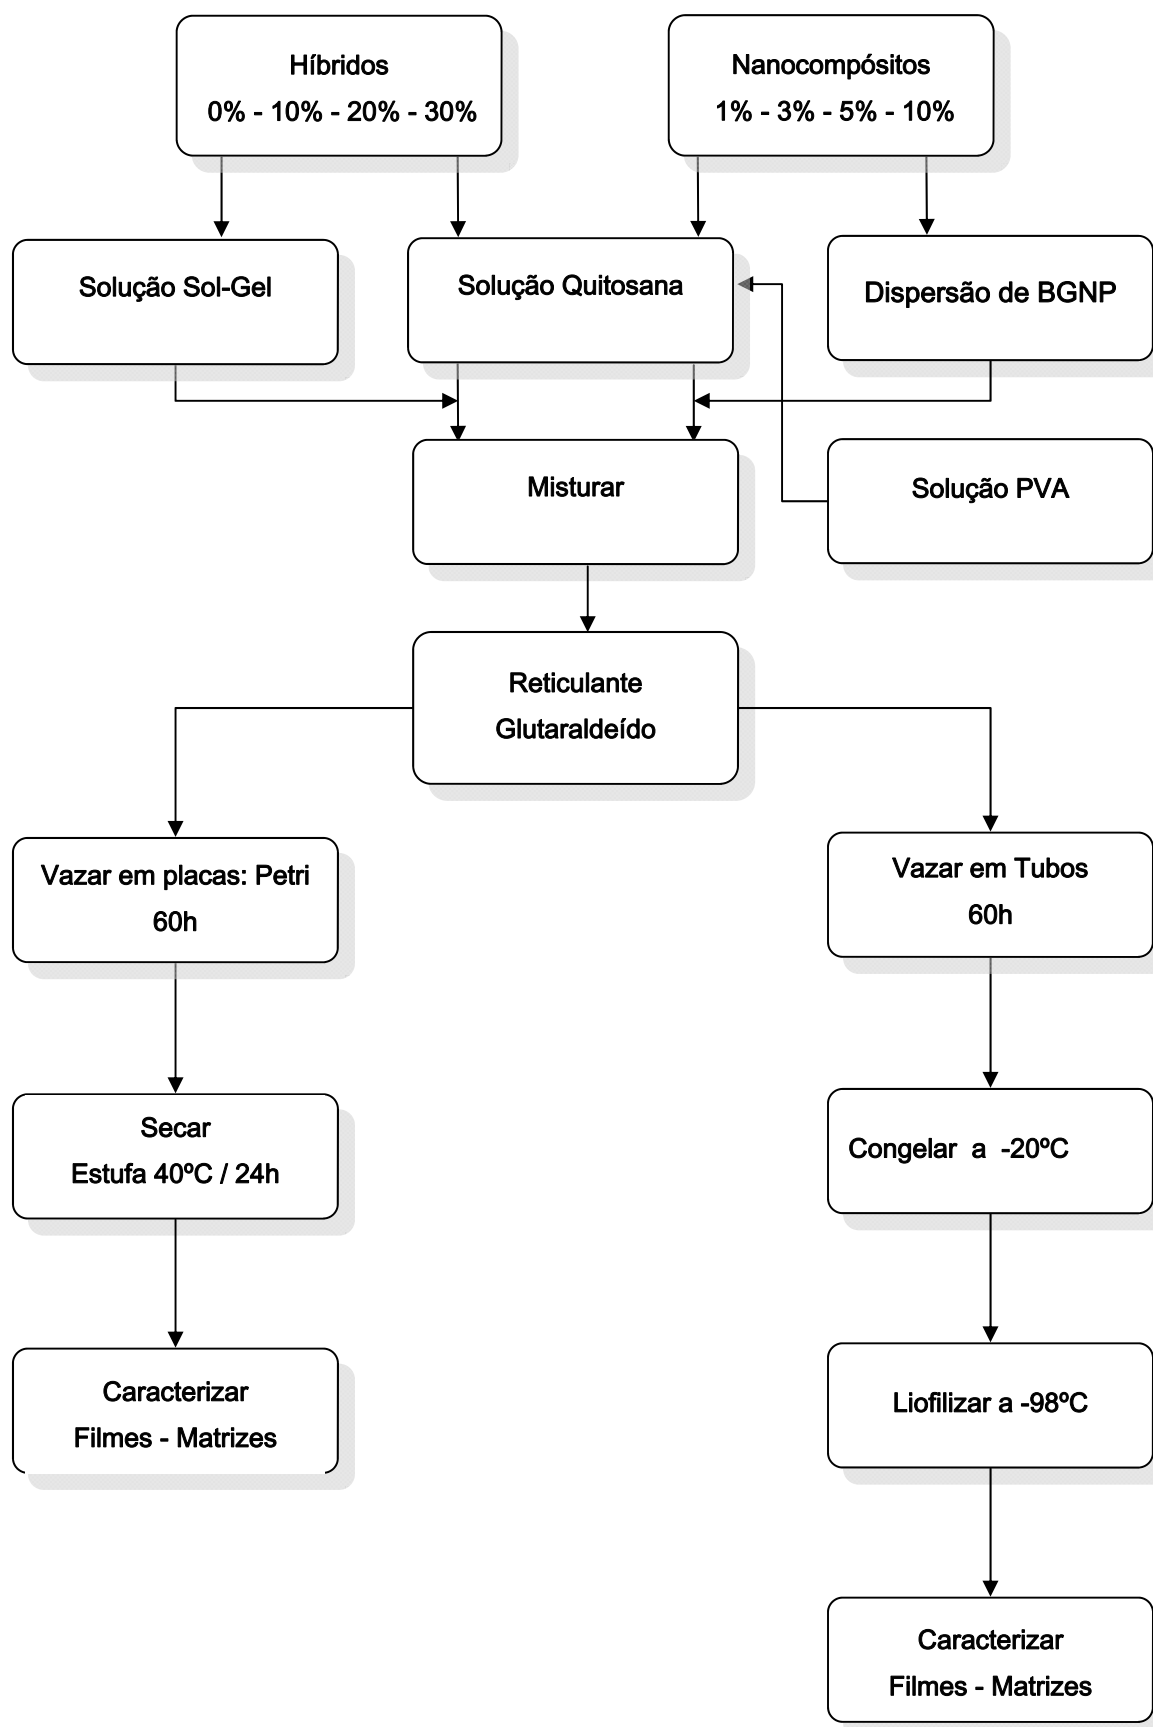 Híbridos
0% - 10% - 20% - 30%
Nanocompósitos
1% - 3% - 5% - 10%
Solução Sol-Gel
Solução Quitosana
Dispersão de BGNP
Misturar
Solução PVA
Reticulante
Glutaraldeído
Vazar em placas: Petri
60h
Vazar em Tubos
60h
Secar
Estufa 40ºC / 24h
Congelar a -20ºC
Caracterizar
Filmes - Matrizes
Liofilizar a -98ºC
Caracterizar
Filmes - Matrizes